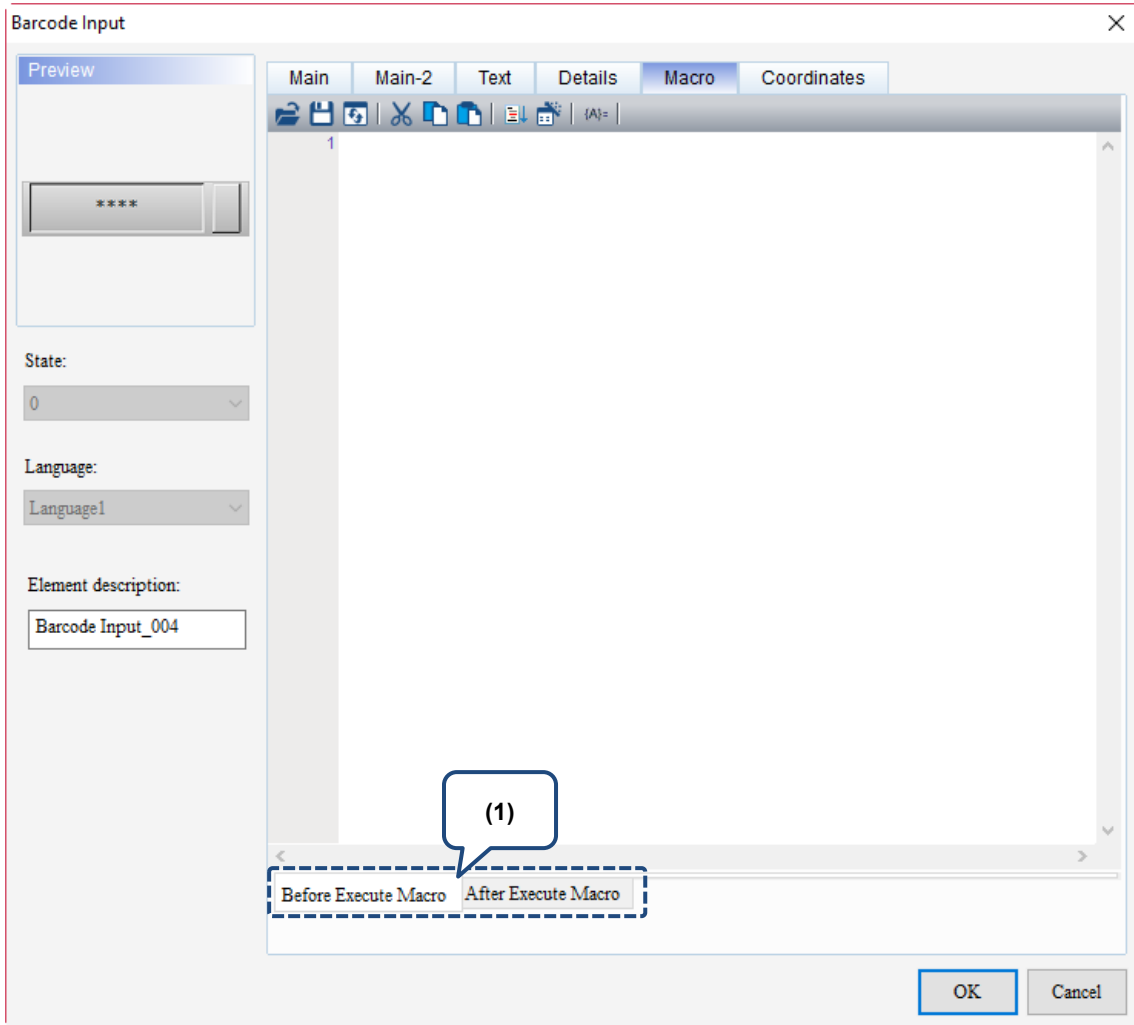 Barcode Input
Preview
Main Main-2 Text Details Macro Coordinates
{A}=
1
****
State:
0
Language:
Language1
Element description:
Barcode Input_004
(1)
Before Execute Macro After Execute Macro
OK Cancel